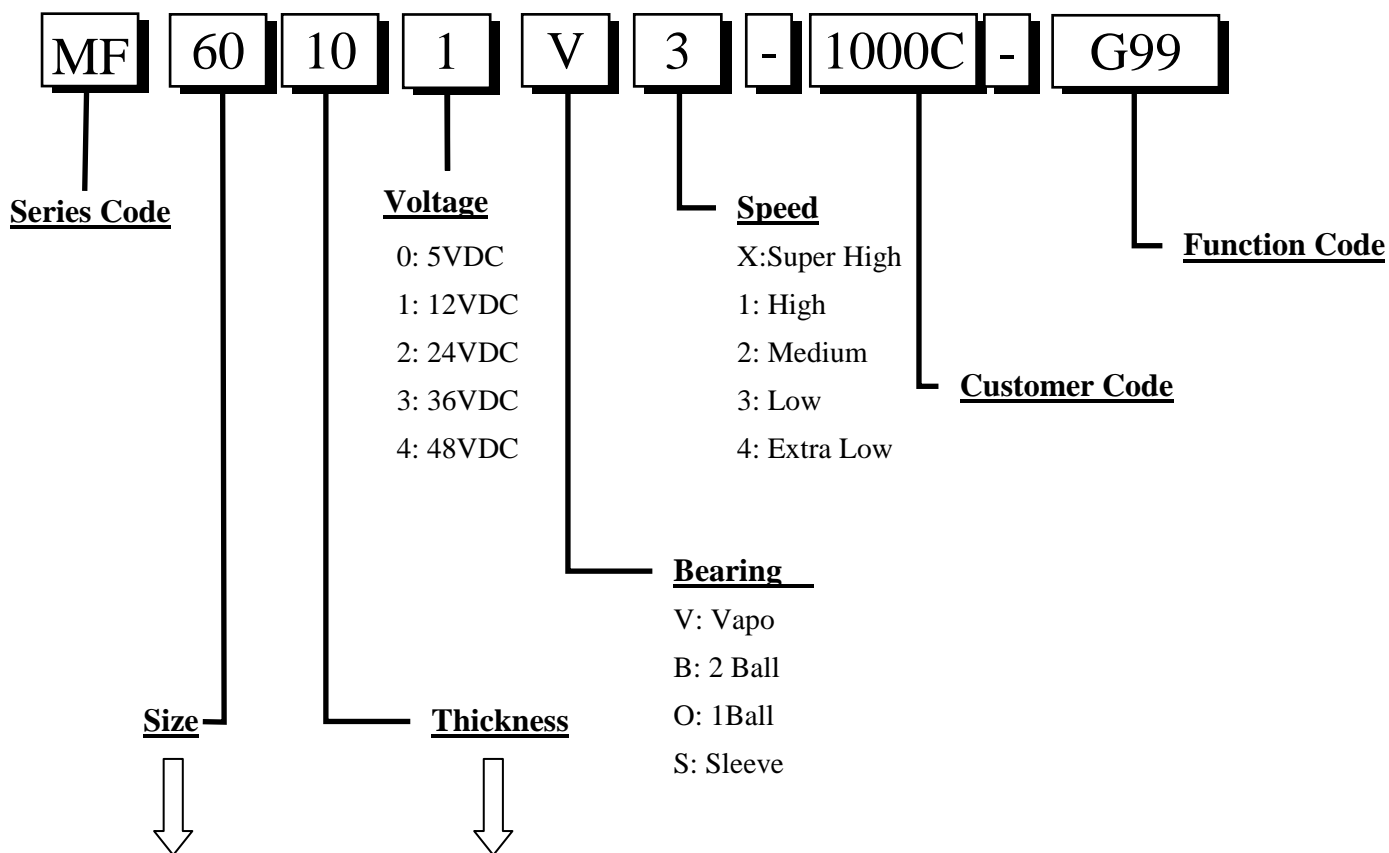 MF 60 10 1 V 3 - 1000C - G99
Series Code
Voltage
0: 5VDC
1: 12VDC
2: 24VDC
3: 36VDC
4: 48VDC
Speed
X:Super High
1: High
2: Medium
3: Low
4: Extra Low
Function Code
Customer Code
Bearing
V: Vapo
B: 2 Ball
O: 1Ball
S: Sleeve
Size
Thickness